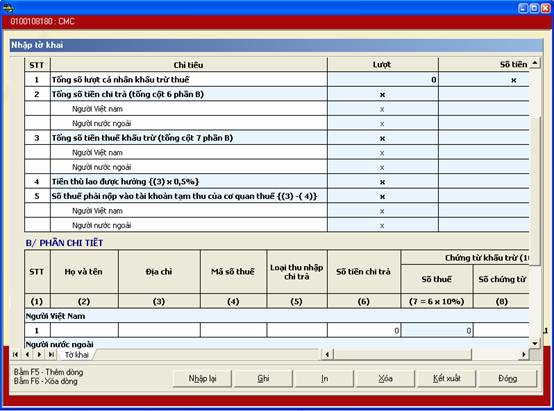 0100108180 : CMC
Nhập tờ khai
STT Chỉ tiêu Lượt Số tiền
1 Tổng số lượt cá nhân khấu trừ thuế 0 x
2 Tổng số tiền chi trả (tổng cột 6 phần B) x
Người Việt nam x
Người nước ngoài x
3 Tổng số tiền thuế khấu trừ (tổng cột 7 phần B) x
Người Việt nam x
Người nước ngoài x
4 Tiền thù lao được hưởng {(3) x 0,5%} x
5 Số thuế phải nộp vào tài khoản tạm thu của cơ quan thuế {(3) -( 4)} x
Người Việt nam x
Người nước ngoài x
B/ PHẦN CHI TIẾT
STT Họ và tên Địa chỉ Mã số thuế Loại thu nhập chi trả Số tiền chi trả Chứng từ khấu trừ (10
Số thuế Số chứng từ
(1) (2) (3) (4) (5) (6) (7 = 6 x 10%) (8)
Người Việt Nam
1 0 0 1
Người nước ngoài
Tờ khai
Bấm F5 - Thêm dòng
Bấm F6 - Xóa dòng
Nhập lại Ghi In Xóa Kết xuất Đóng